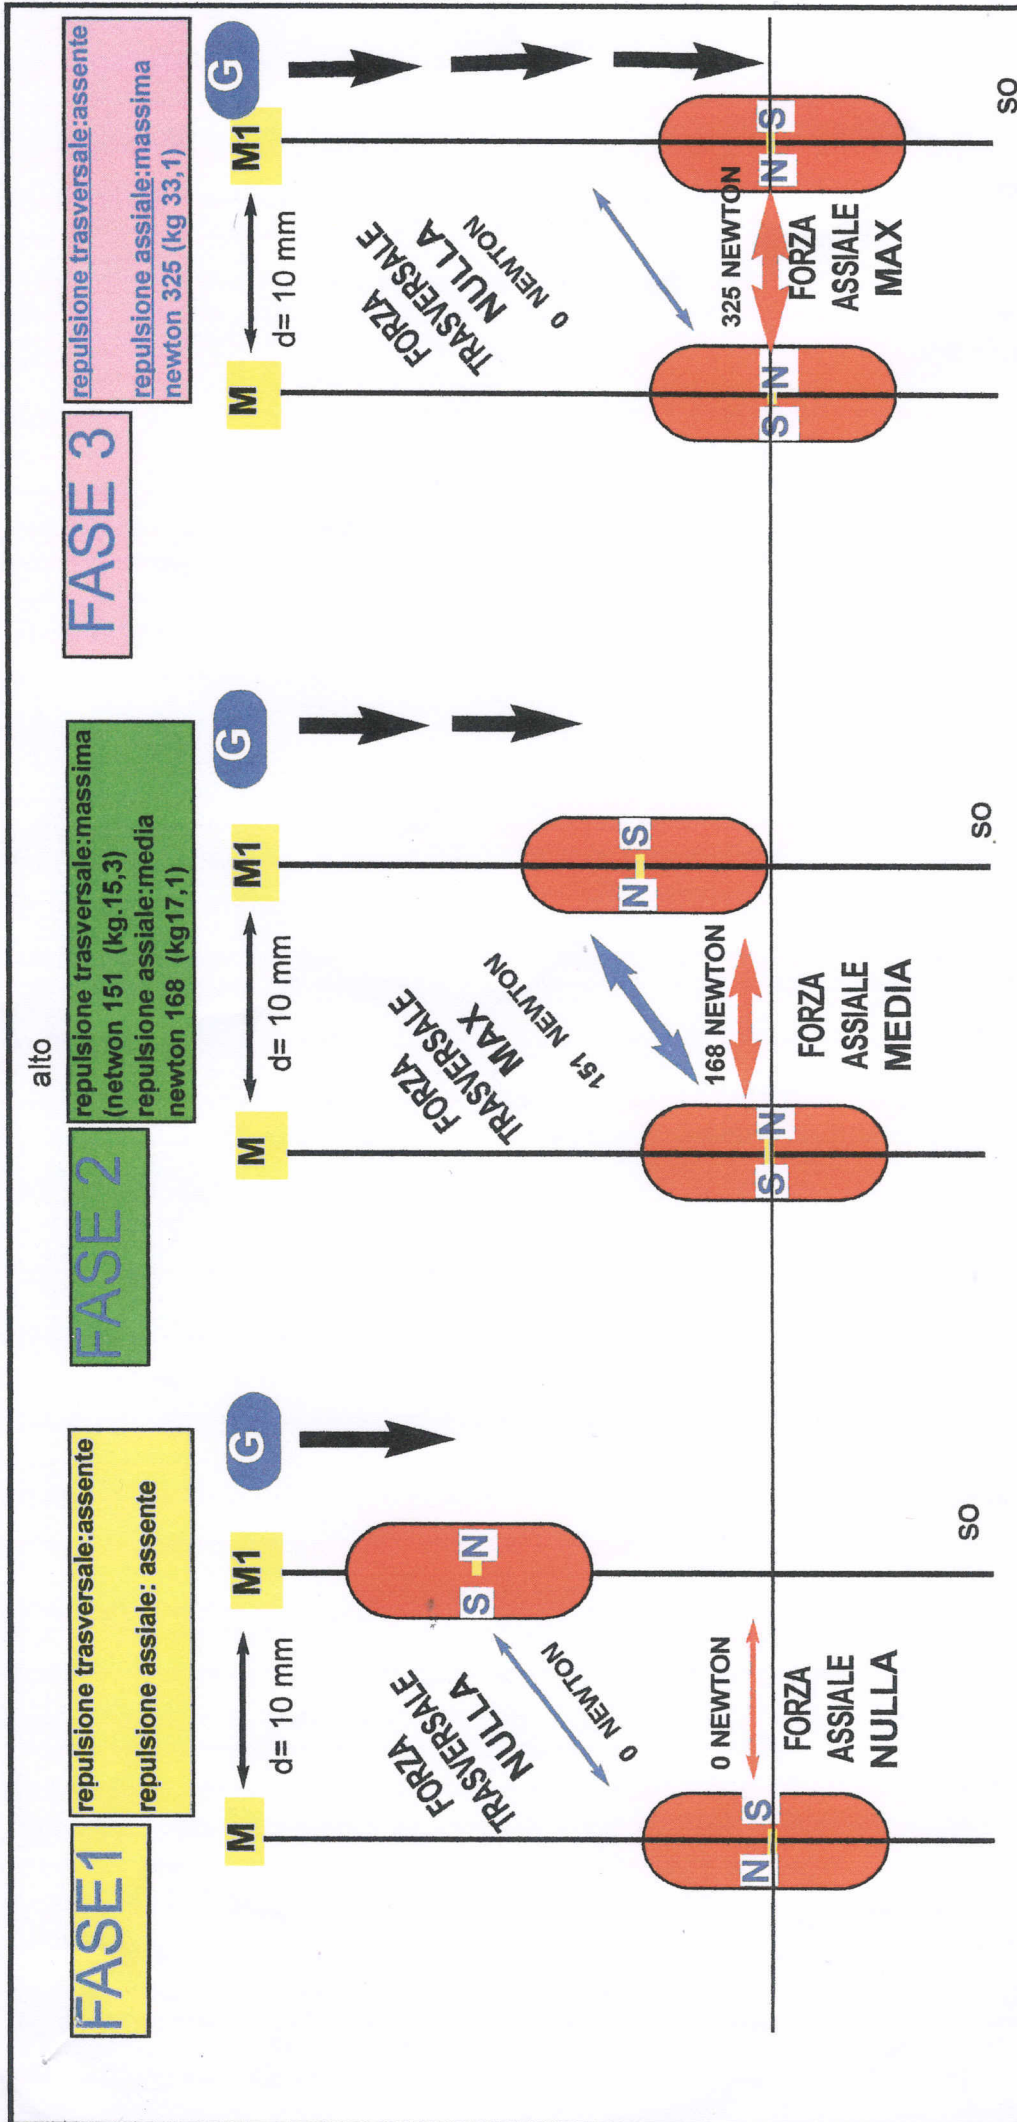 alto
FASE1
repulsione trasversale:assente
repulsione assiale: assente
M
M1
G
d= 10 mm
FORZA
TRASVERSALE
NULLA
0 NEWTON
S
N
N
S
0 NEWTON
FORZA
ASSIALE
NULLA
so
FASE 2
repulsione trasversale:massima
(netwon 151 (kg.15,3)
repulsione assiale:media
newton 168 (kg17,1)
M
M1
G
d= 10 mm
FORZA
TRASVERSALE
MAX
151 NEWTON
N
S
S
N
168 NEWTON
FORZA
ASSIALE
MEDIA
so
FASE 3
repulsione trasversale:assente
repulsione assiale:massima
newton 325 (kg 33,1)
M
M1
G
d= 10 mm
FORZA
TRASVERSALE
NULLA
0 NEWTON
S
N
N
S
325 NEWTON
FORZA
ASSIALE
MAX
so